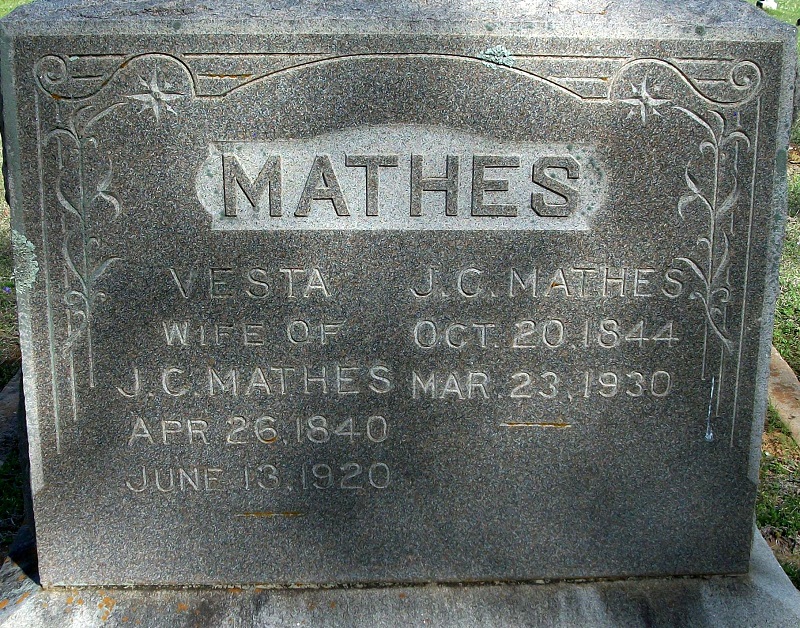 MATHES
VESTA
WIFE OF
J.C. MATHES
APR 26, 1840
JUNE 13, 1920
J.C. MATHES
OCT. 20, 1844
MAR. 23, 1930